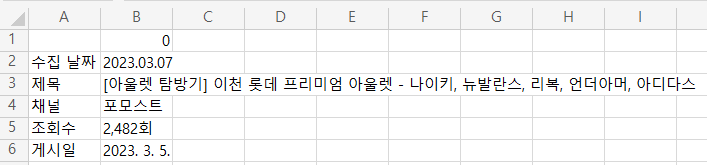 A B C D E F G H I
1 0
2 수집 날짜 2023.03.07
3 제목 [아울렛 탐방기] 이천 롯데 프리미엄 아울렛 - 나이키, 뉴발란스, 리복, 언더아머, 아디다스
4 채널 포모스트
5 조회수 2,482회
6 게시일 2023. 3. 5.